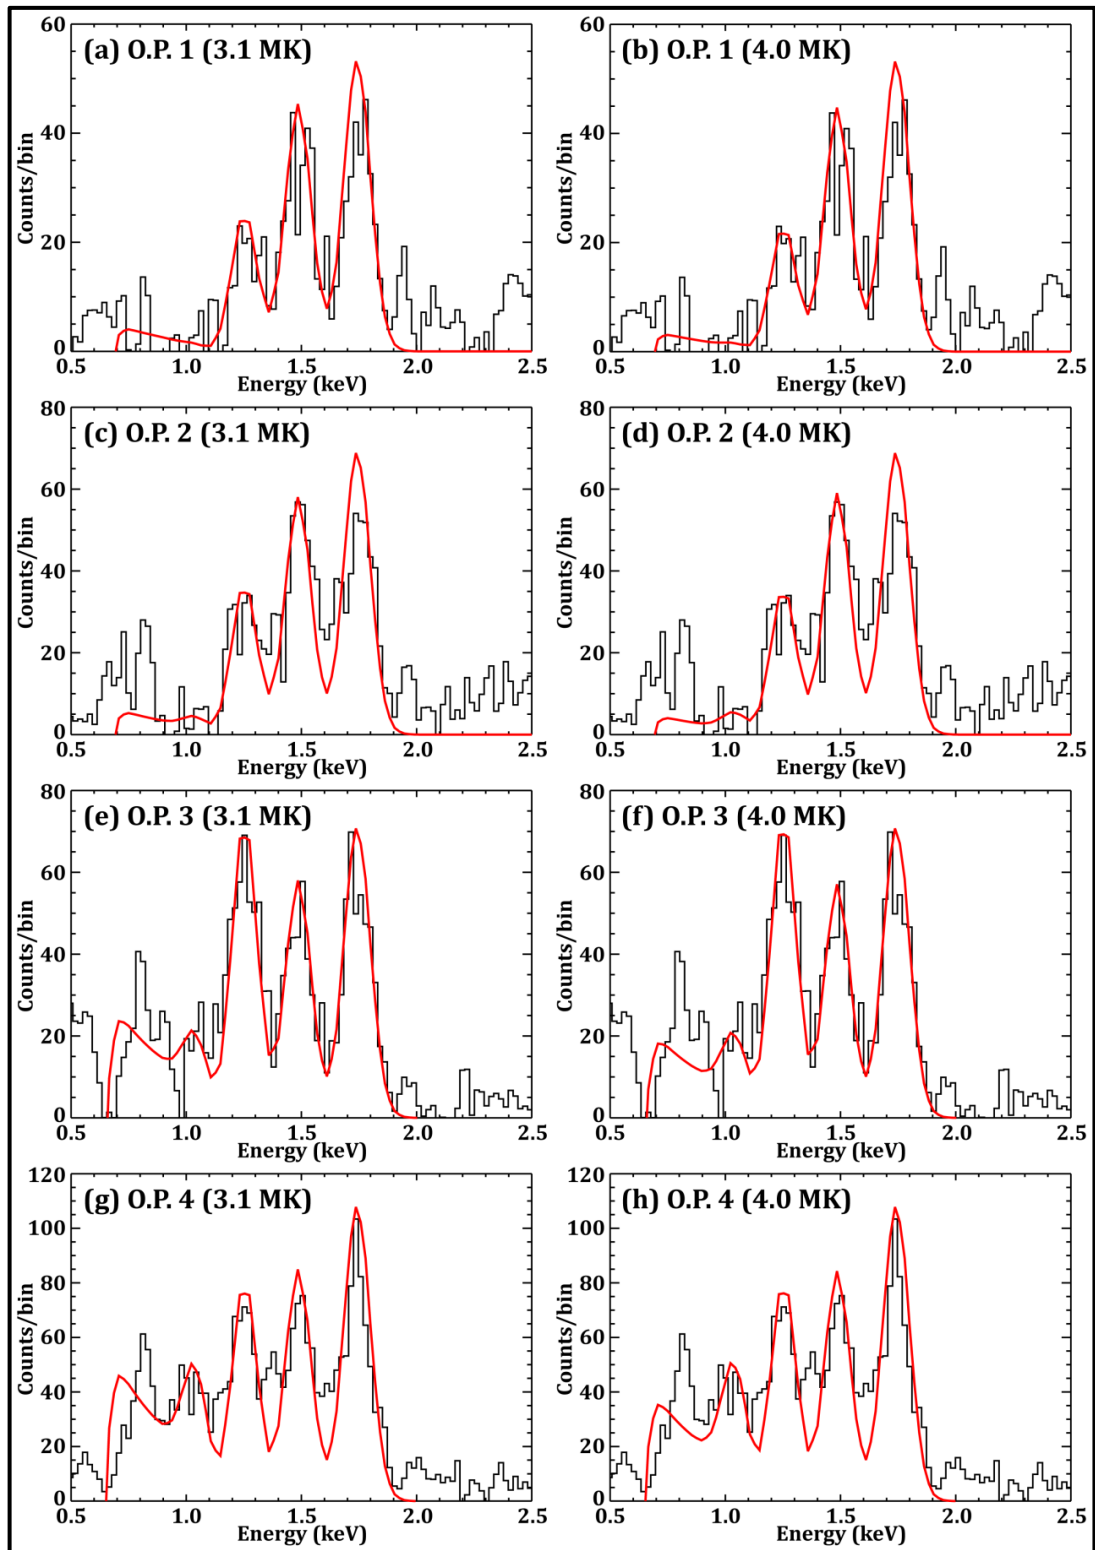 (a) O.P. 1 (3.1 MK)
60
40
20
0
Counts/bin
0.5 1.0 1.5 2.0 2.5
Energy (keV)
(b) O.P. 1 (4.0 MK)
60
40
20
0
Counts/bin
0.5 1.0 1.5 2.0 2.5
Energy (keV)
(c) O.P. 2 (3.1 MK)
80
60
40
20
0
Counts/bin
0.5 1.0 1.5 2.0 2.5
Energy (keV)
(d) O.P. 2 (4.0 MK)
80
60
40
20
0
Counts/bin
0.5 1.0 1.5 2.0 2.5
Energy (keV)
(e) O.P. 3 (3.1 MK)
80
60
40
20
0
Counts/bin
0.5 1.0 1.5 2.0 2.5
Energy (keV)
(f) O.P. 3 (4.0 MK)
80
60
40
20
0
Counts/bin
0.5 1.0 1.5 2.0 2.5
Energy (keV)
(g) O.P. 4 (3.1 MK)
120
100
80
60
40
20
0
Counts/bin
0.5 1.0 1.5 2.0 2.5
Energy (keV)
(h) O.P. 4 (4.0 MK)
120
100
80
60
40
20
0
Counts/bin
0.5 1.0 1.5 2.0 2.5
Energy (keV)